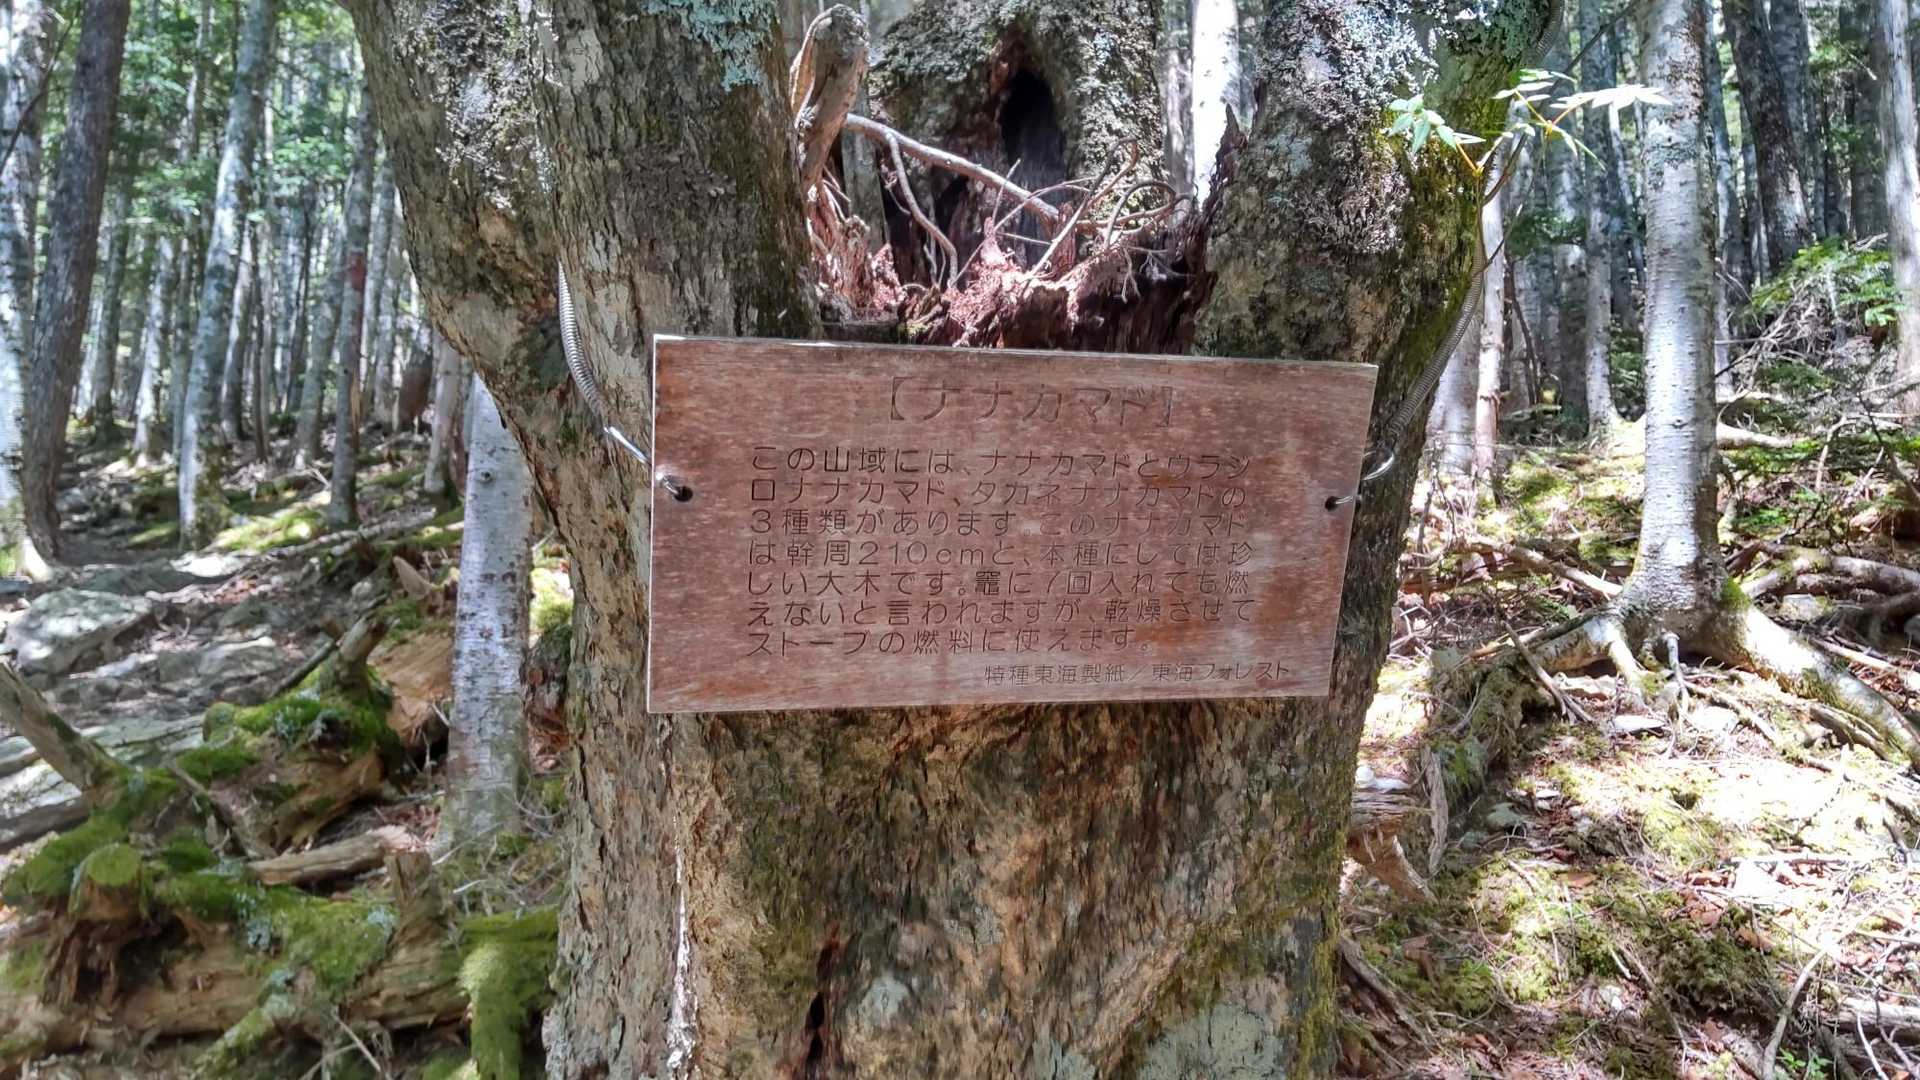 【ナナカマド】
この山域には、ナナカマドとウラジ
ロナナカマド、タカネナナカマドの
3種類があります。このナナカマド
は幹周210cmと、本種にしては珍
しい大木です。竈に7回入れても燃
えないと言われますが、乾燥させて
ストーブの燃料に使えます。
特種東海製紙／東海フォレスト